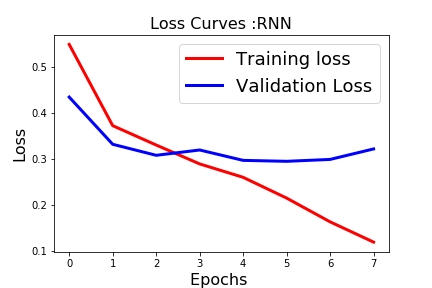 Loss Curves :RNN
Training loss
Validation Loss
Loss
0.5
0.4
0.3
0.2
0.1
0 1 2 3 4 5 6 7
Epochs